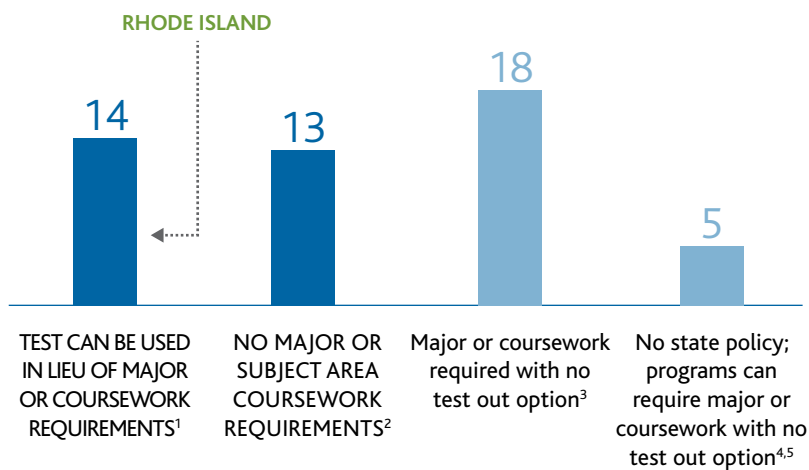 RHODE ISLAND
14
13
18
5
TEST CAN BE USED
IN LIEU OF MAJOR
OR COURSEWORK
REQUIREMENTS¹
NO MAJOR OR
SUBJECT AREA
COURSEWORK
REQUIREMENTS²
Major or coursework
required with no
test out option³
No state policy;
programs can
require major or
coursework with no
test out option⁴,⁵